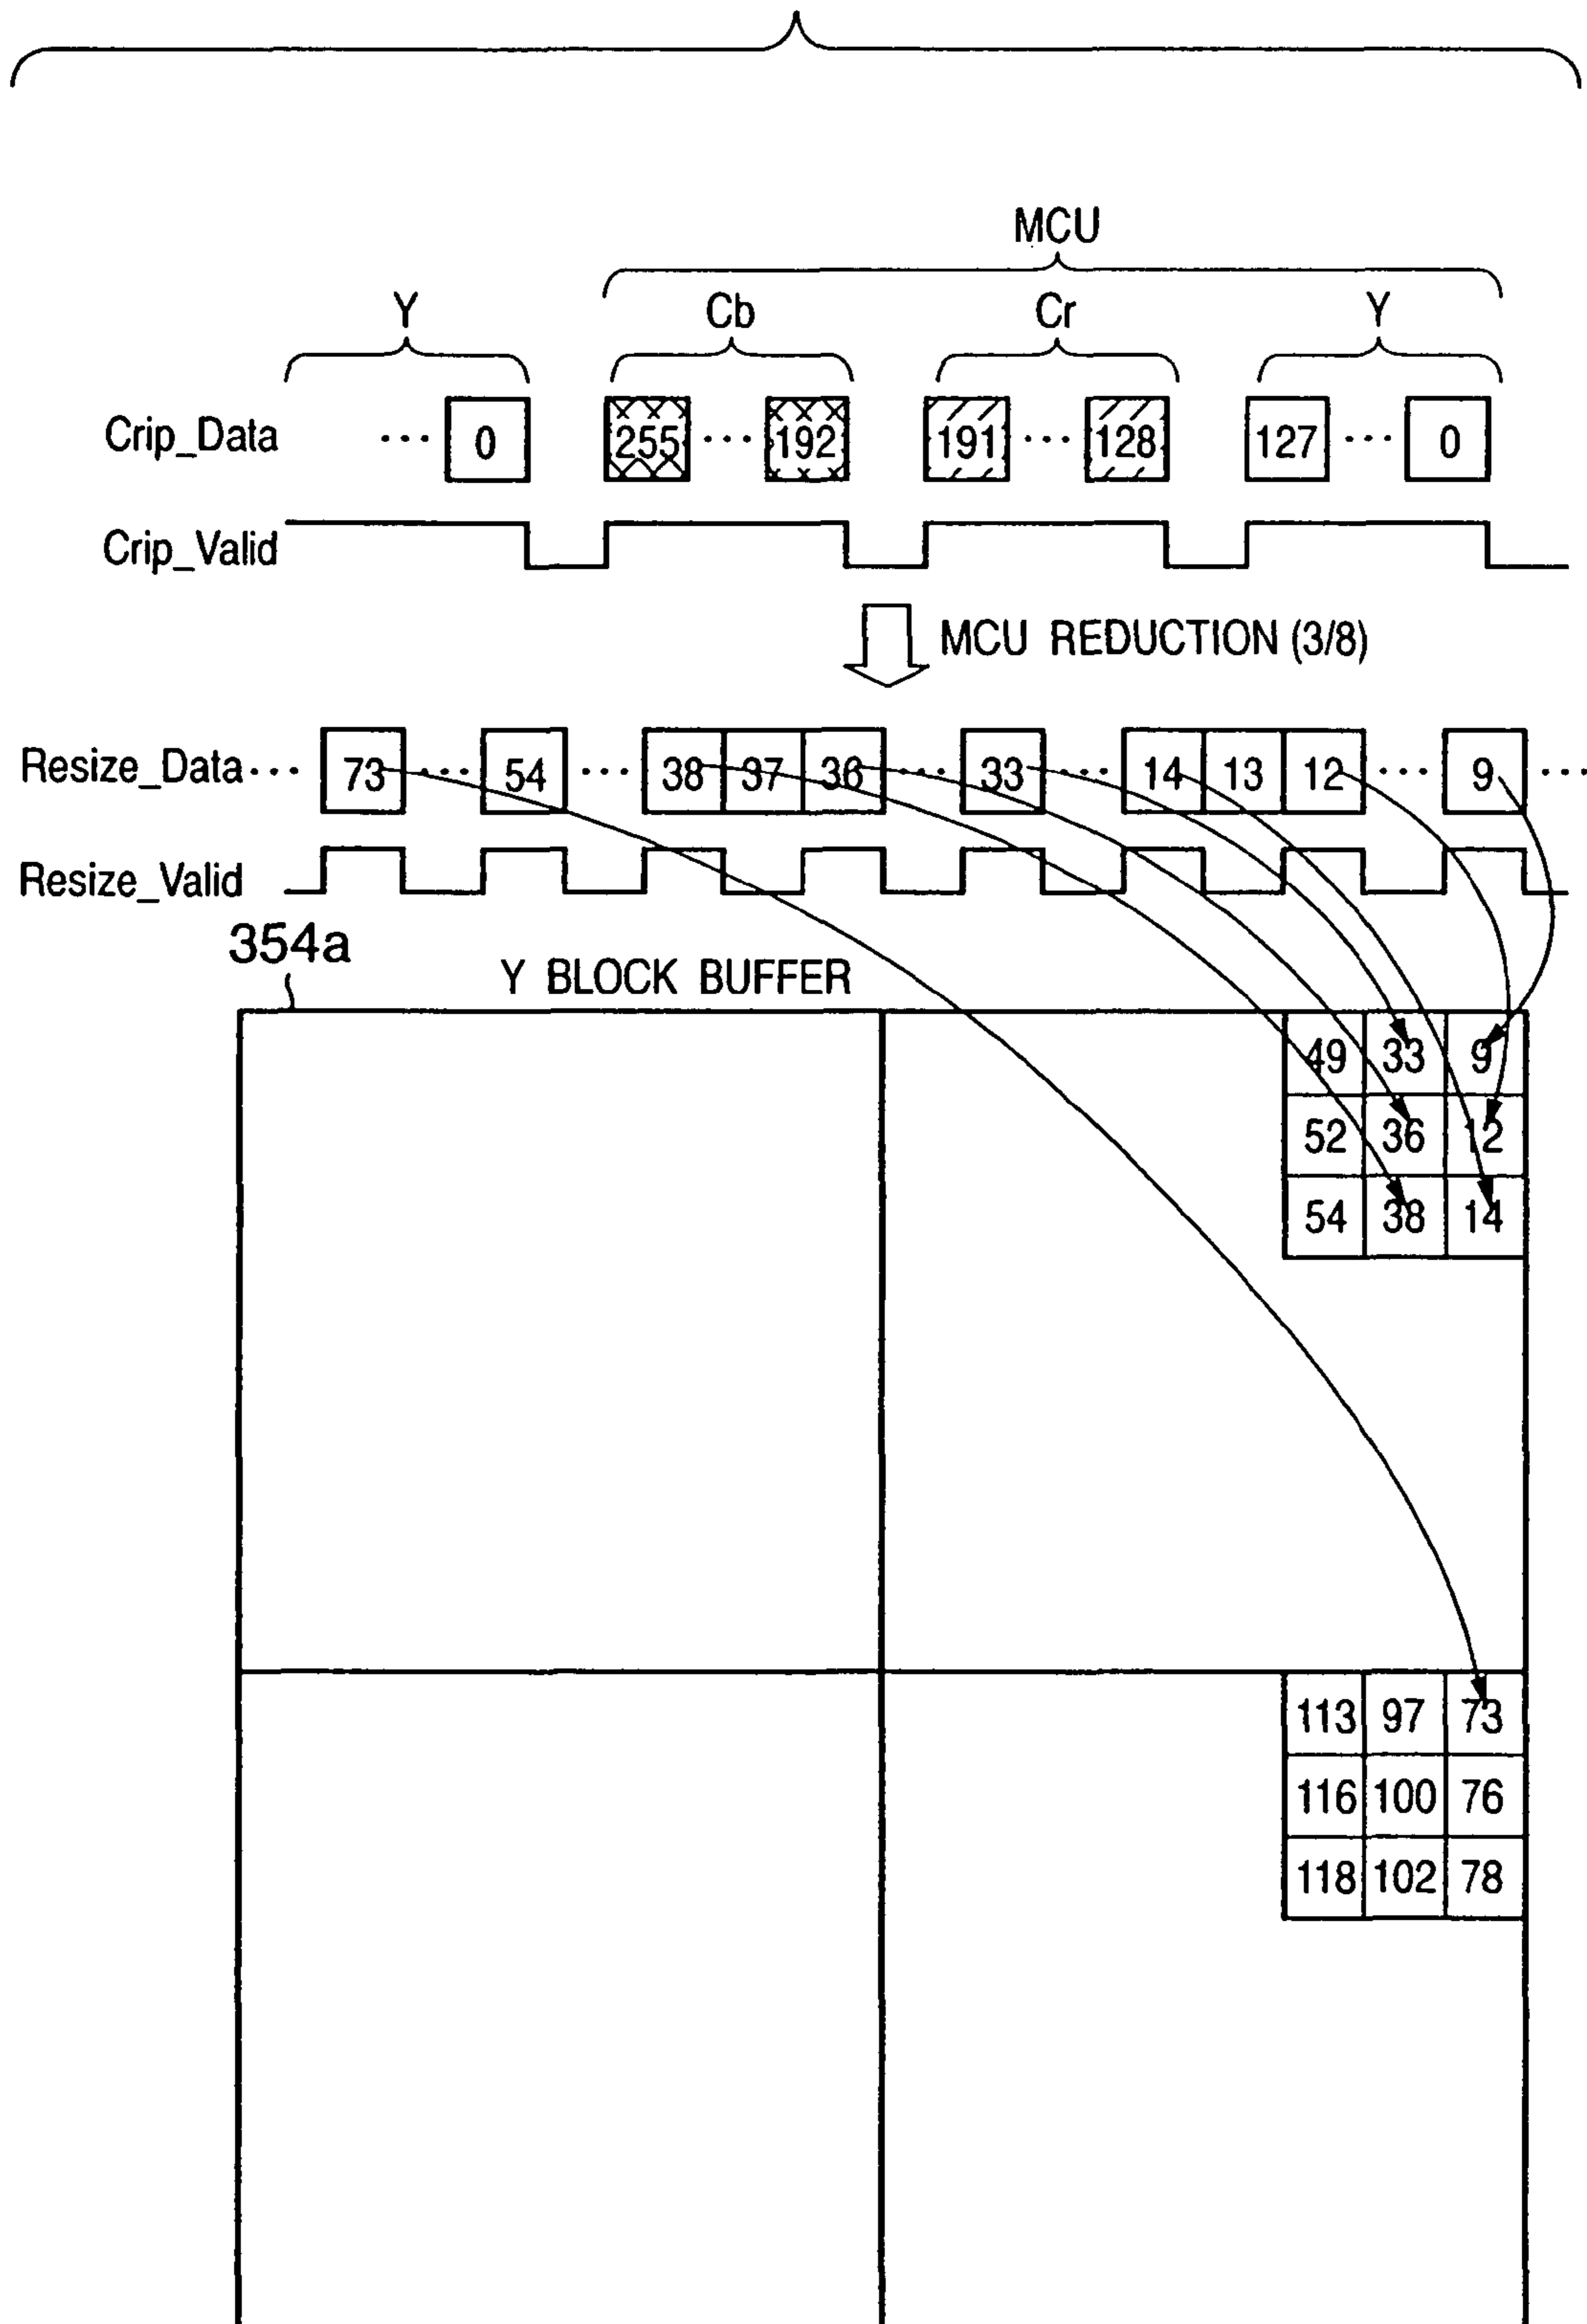 MCU
Y Cb Cr Y
Crip_Data ··· 0 255 ··· 192 191 ··· 128 127 ··· 0
Crip_Valid
MCU REDUCTION (3/8)
Resize_Data ··· 73 ··· 54 ··· 38 37 36 ··· 33 ··· 14 13 12 ··· 9 ···
Resize_Valid
354a
Y BLOCK BUFFER
49 33 9
52 36 12
54 38 14
113 97 73
116 100 76
118 102 78